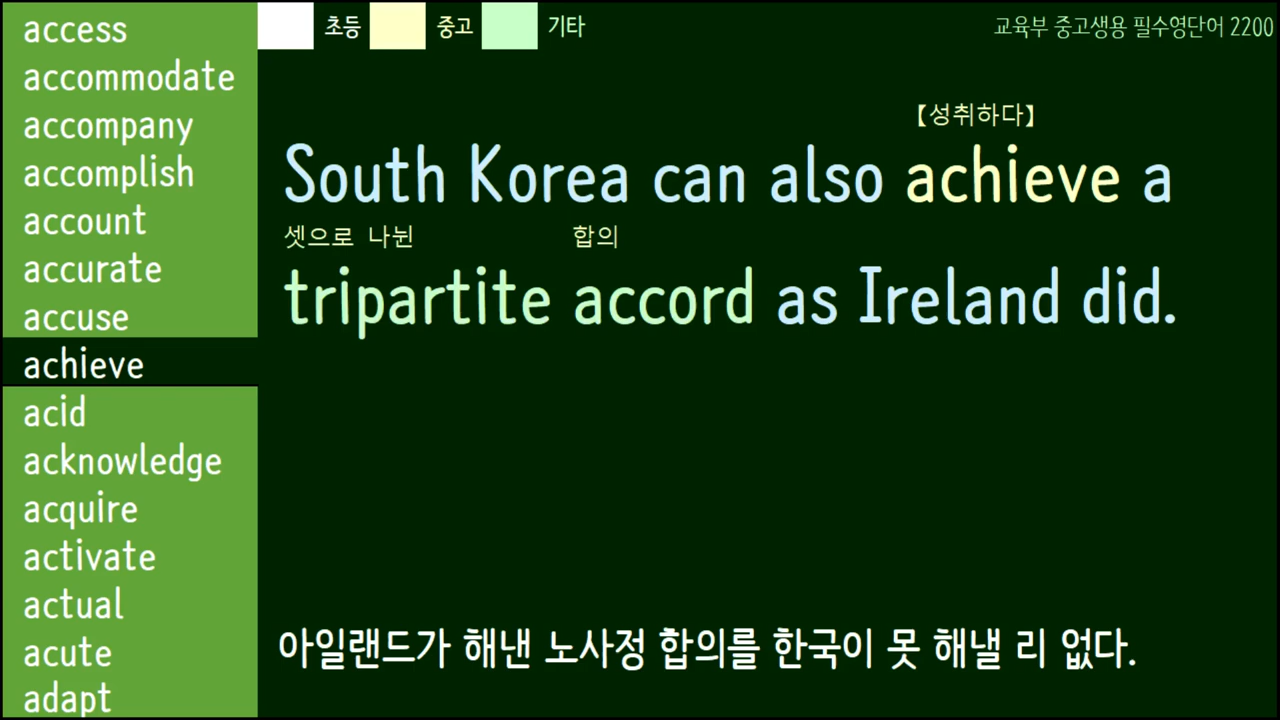 access
accommodate
accompany
accomplish
account
accurate
accuse
achieve
acid
acknowledge
acquire
activate
actual
acute
adapt
초등 중고 기타
교육부 중고생용 필수영단어 2200
【성취하다】
South Korea can also achieve a
셋으로 나뉜 합의
tripartite accord as Ireland did.
아일랜드가 해낸 노사정 합의를 한국이 못 해낼 리 없다.